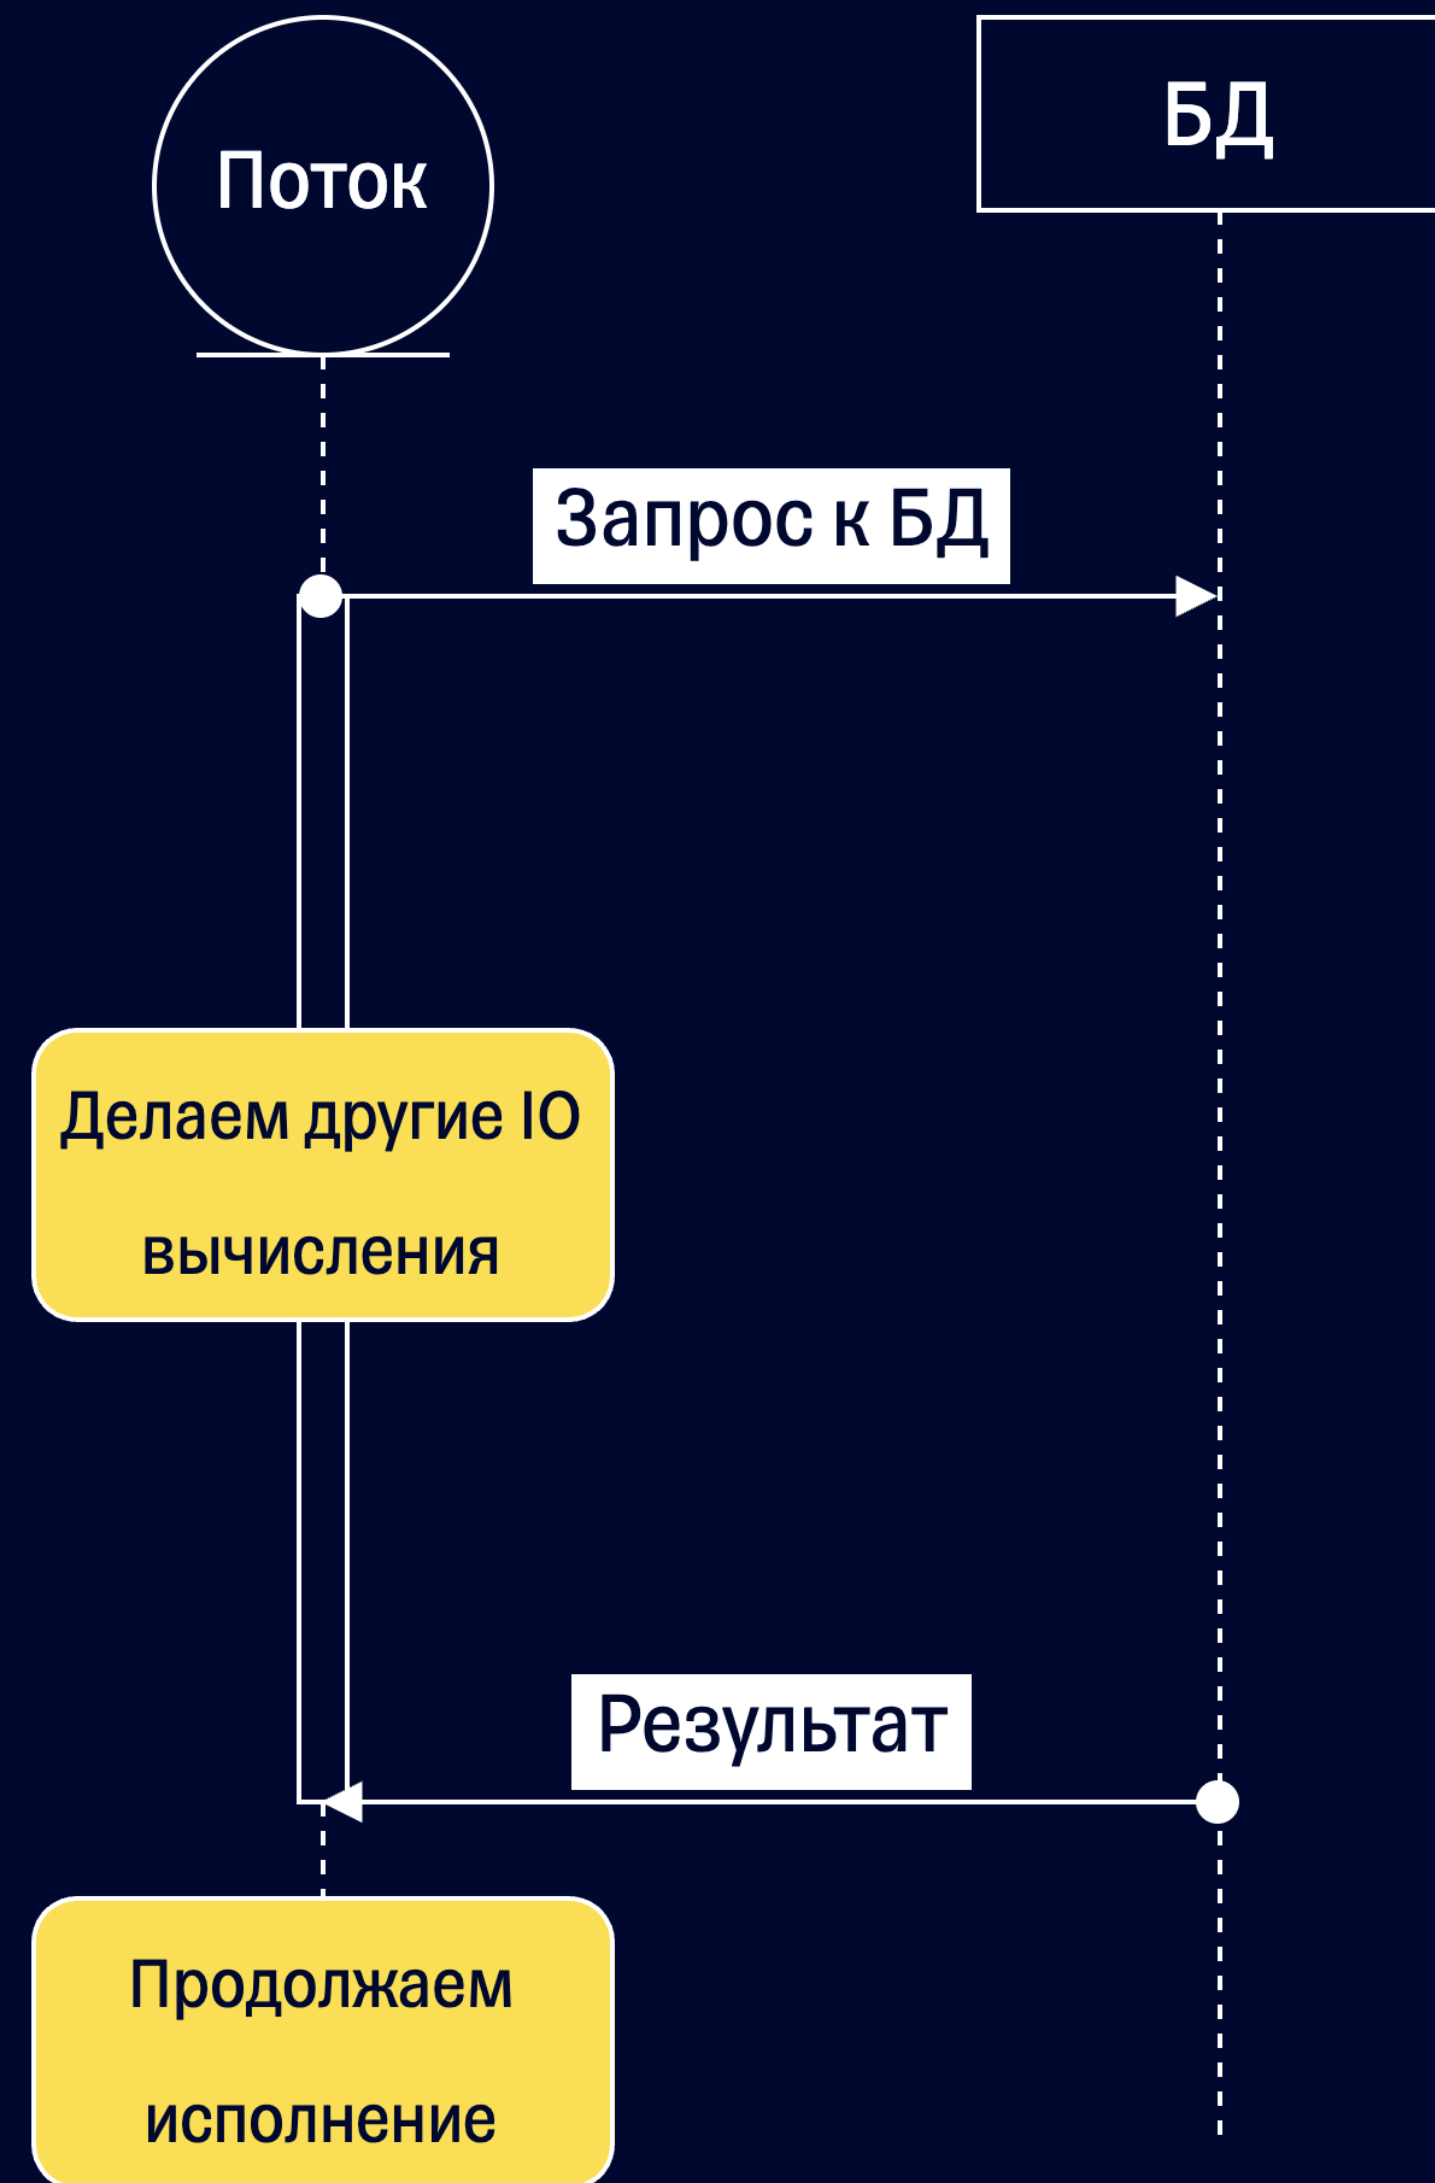 Поток
БД
Запрос к БД
Делаем другие IO
вычисления
Результат
Продолжаем
исполнение